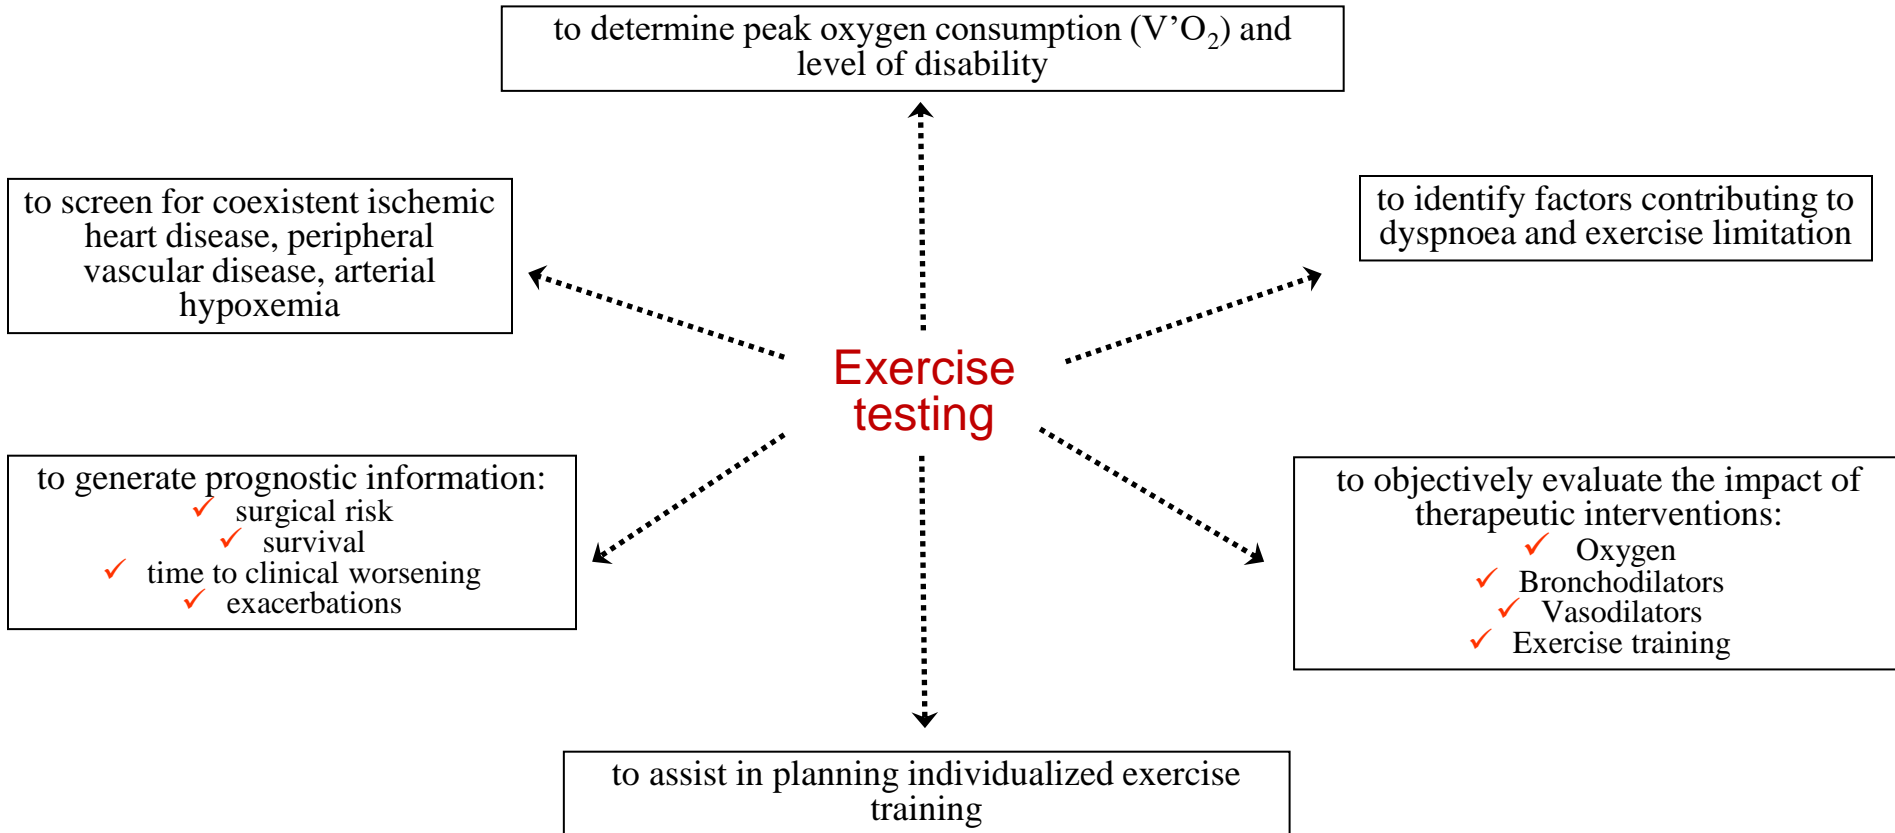 to determine peak oxygen consumption (V’O₂) and
level of disability
to screen for coexistent ischemic
heart disease, peripheral
vascular disease, arterial
hypoxemia
to identify factors contributing to
dyspnoea and exercise limitation
Exercise
testing
to generate prognostic information:
✓ surgical risk
✓ survival
✓ time to clinical worsening
✓ exacerbations
to objectively evaluate the impact of
therapeutic interventions:
✓ Oxygen
✓ Bronchodilators
✓ Vasodilators
✓ Exercise training
to assist in planning individualized exercise
training